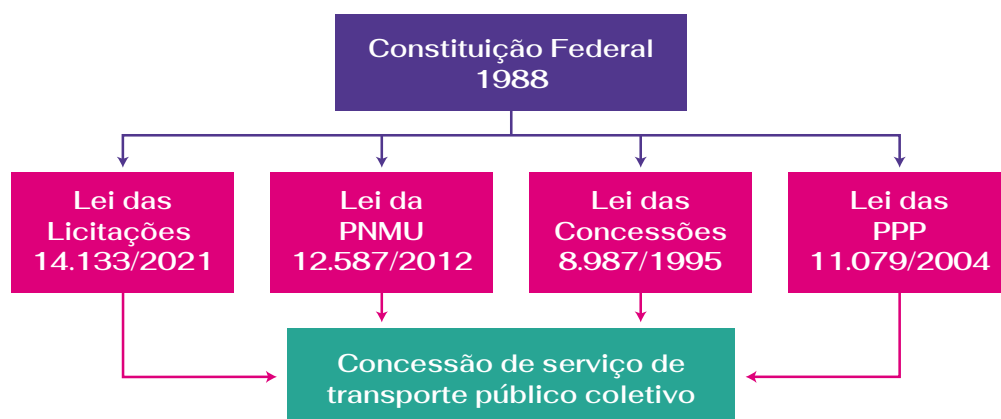 Constituição Federal
1988
Lei das
Licitações
14.133/2021
Lei da
PNMU
12.587/2012
Lei das
Concessões
8.987/1995
Lei das
PPP
11.079/2004
Concessão de serviço de
transporte público coletivo